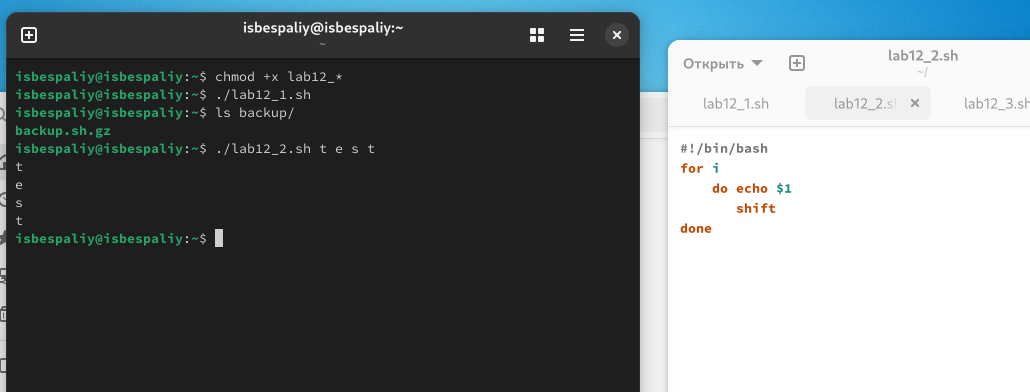 isbespaliy@isbespaliy:~
~
isbespaliy@isbespaliy:~$ chmod +x lab12_*
isbespaliy@isbespaliy:~$ ./lab12_1.sh
isbespaliy@isbespaliy:~$ ls backup/
backup.sh.gz
isbespaliy@isbespaliy:~$ ./lab12_2.sh t e s t
t
e
s
t
isbespaliy@isbespaliy:~$
Открыть
lab12_2.sh
~/
lab12_1.sh
lab12_2.sh
lab12_3.sh
#!/bin/bash
for i
do echo $1
shift
done